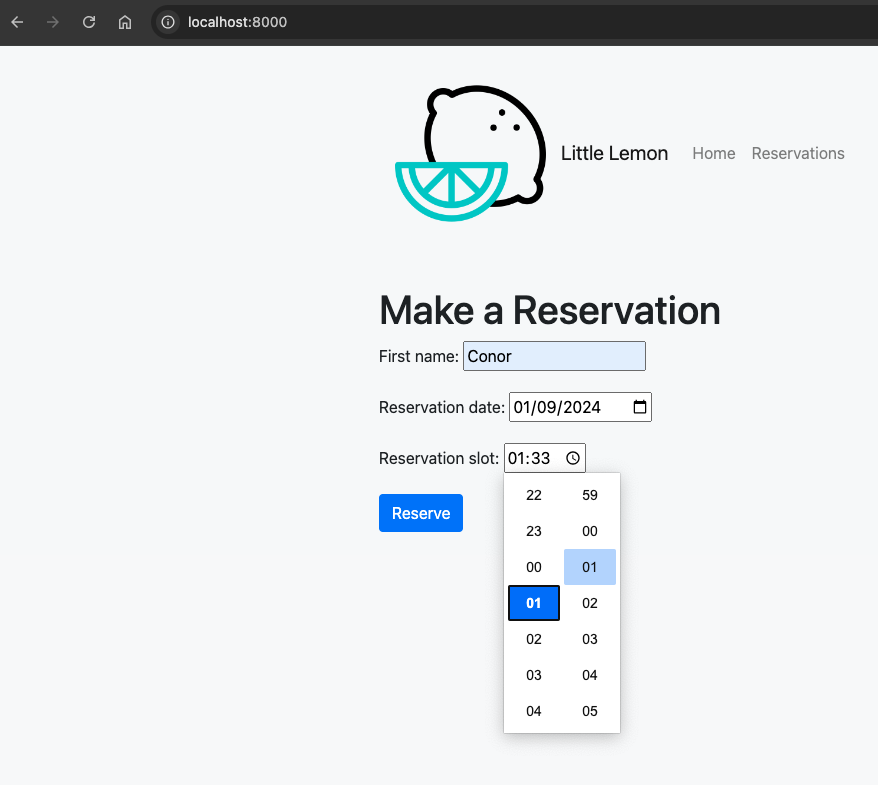 localhost:8000
Little Lemon Home Reservations
Make a Reservation
First name: Conor
Reservation date: 01/09/2024
Reservation slot: 01:33
Reserve
22 59
23 00
00 01
01 02
02 03
03 04
04 05